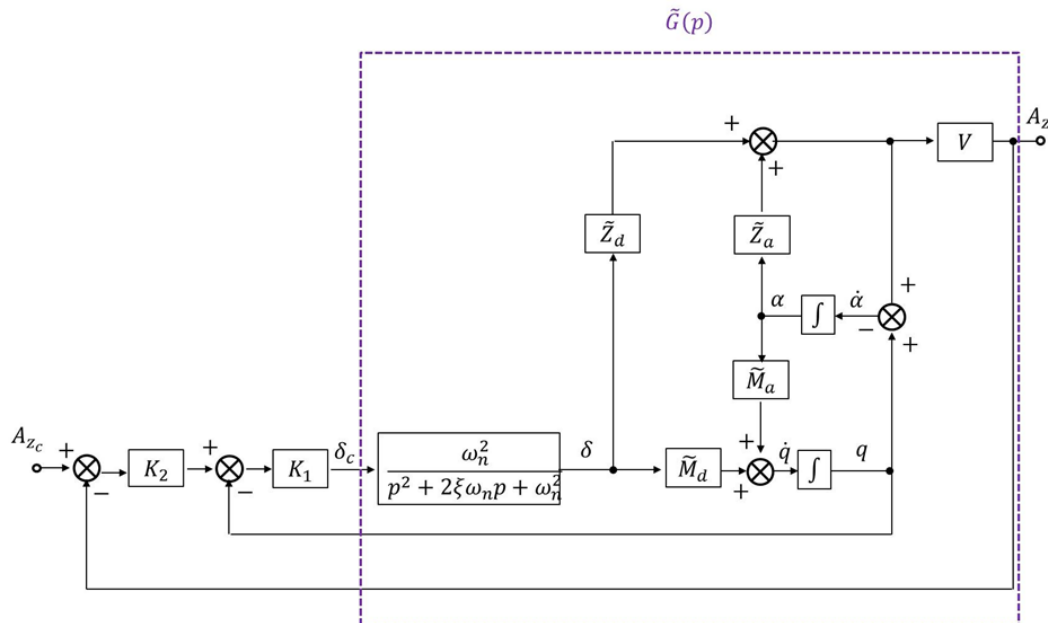 G̃(p)
A_z
+
V
+
Z̃_d
Z̃_a
α
∫
α̇
+
−
+
M̃_a
A_{z_c}
+
K_2
+
K_1
δ_c
ω_n^2
p^2 + 2ξω_n p + ω_n^2
δ
M̃_d
+
+
q̇
∫
q
−
−